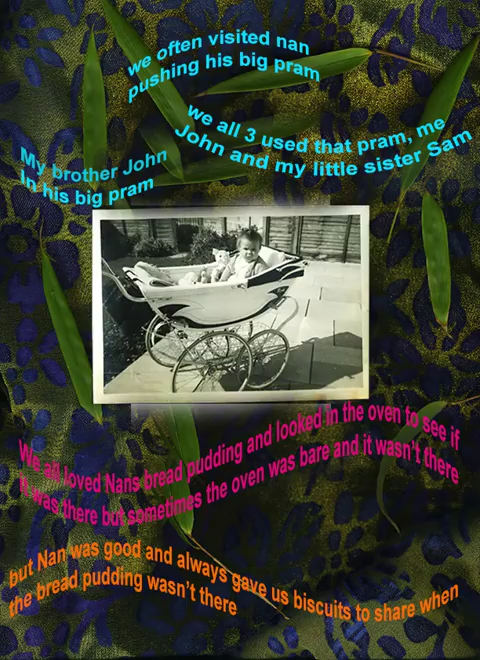 we often visited nan
pushing his big pram
we all 3 used that pram, me
John and my little sister Sam
My brother John
In his big pram
We all loved Nans bread pudding and looked in the oven to see if
it was there but sometimes the oven was bare and it wasn't there
but Nan was good and always gave us biscuits to share when
the bread pudding wasn't there